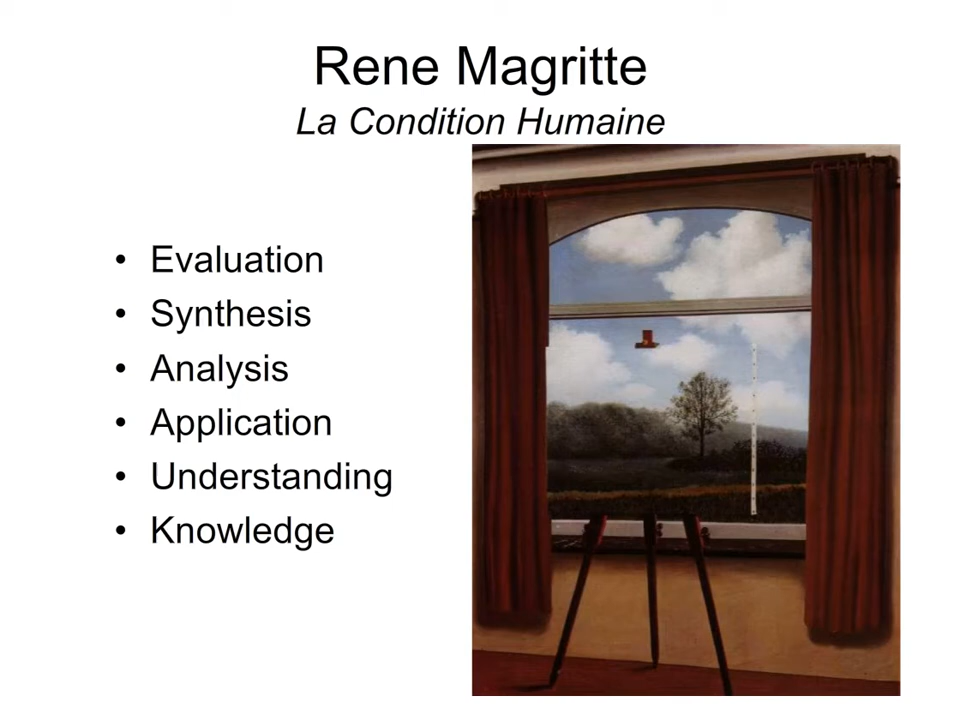 Rene Magritte
La Condition Humaine
• Evaluation
• Synthesis
• Analysis
• Application
• Understanding
• Knowledge